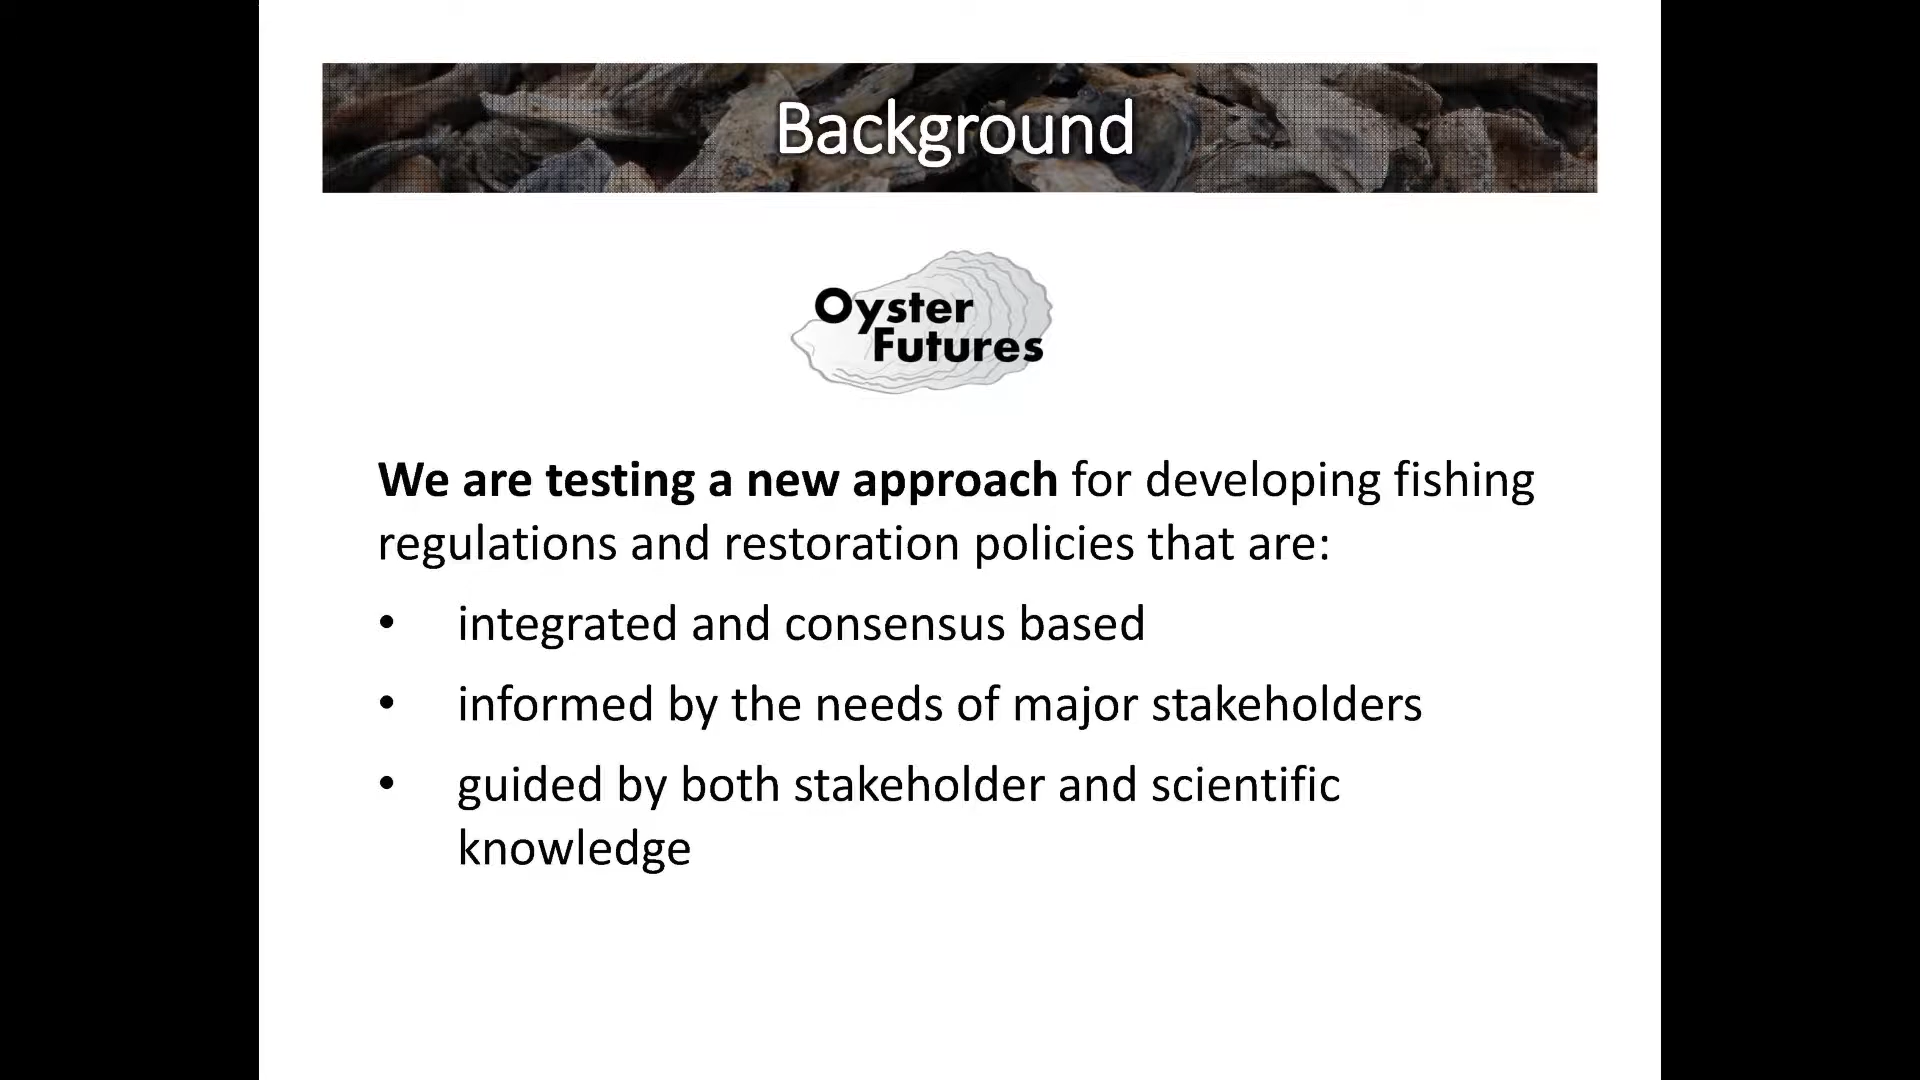 Background
Oyster
Futures
We are testing a new approach for developing fishing
regulations and restoration policies that are:
• integrated and consensus based
• informed by the needs of major stakeholders
• guided by both stakeholder and scientific
knowledge